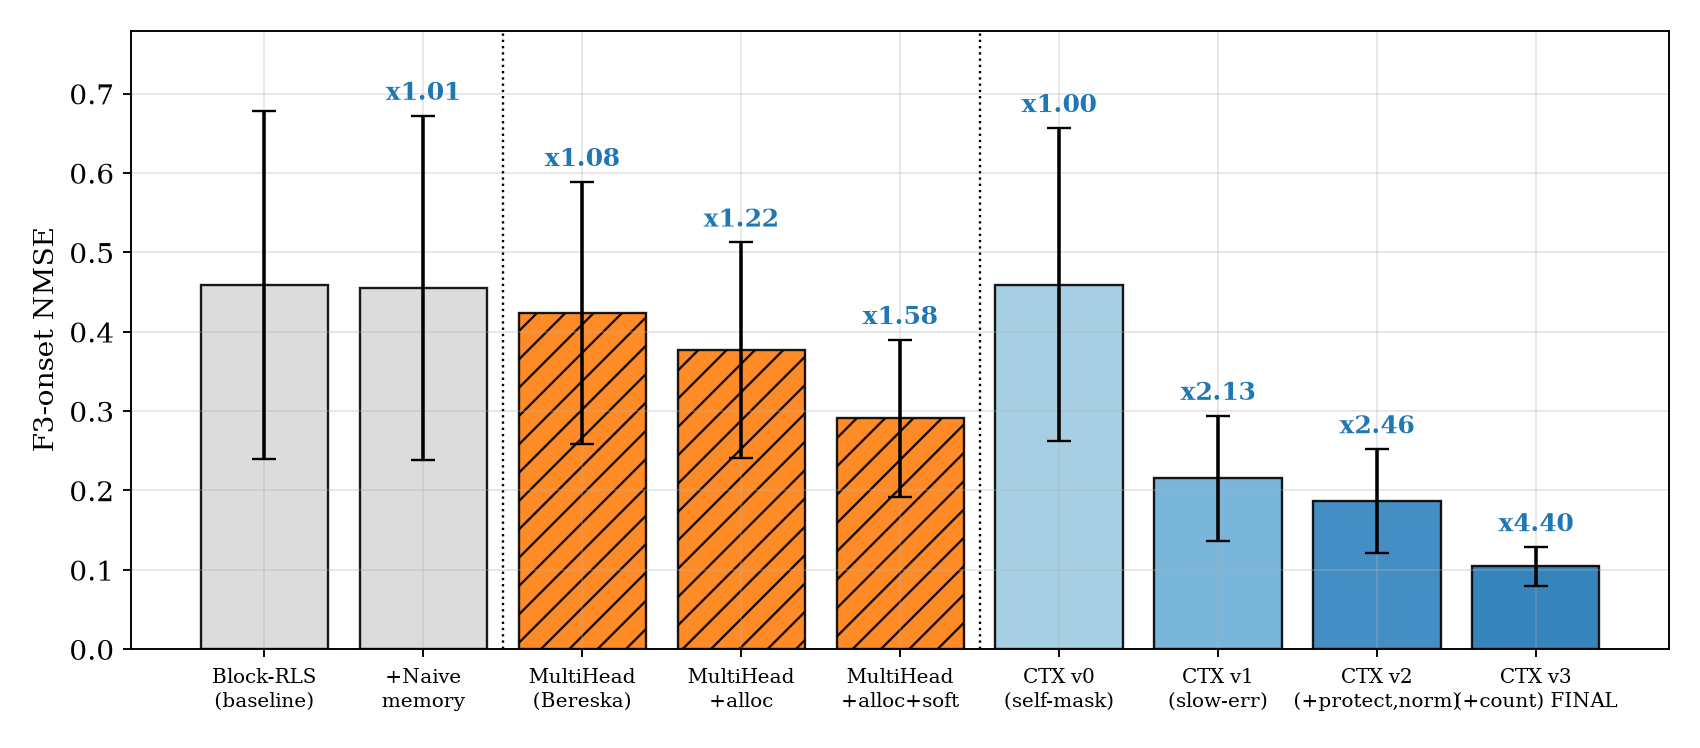 F3-onset NMSE
0.7
0.6
0.5
0.4
0.3
0.2
0.1
0.0
x1.01
x1.08
x1.22
x1.58
x1.00
x2.13
x2.46
x4.40
Block-RLS
(baseline)
+Naive
memory
MultiHead
(Bereska)
MultiHead
+alloc
MultiHead
+alloc+soft
CTX v0
(self-mask)
CTX v1
(slow-err)
CTX v2
(+protect,norm)
CTX v3
(+count) FINAL